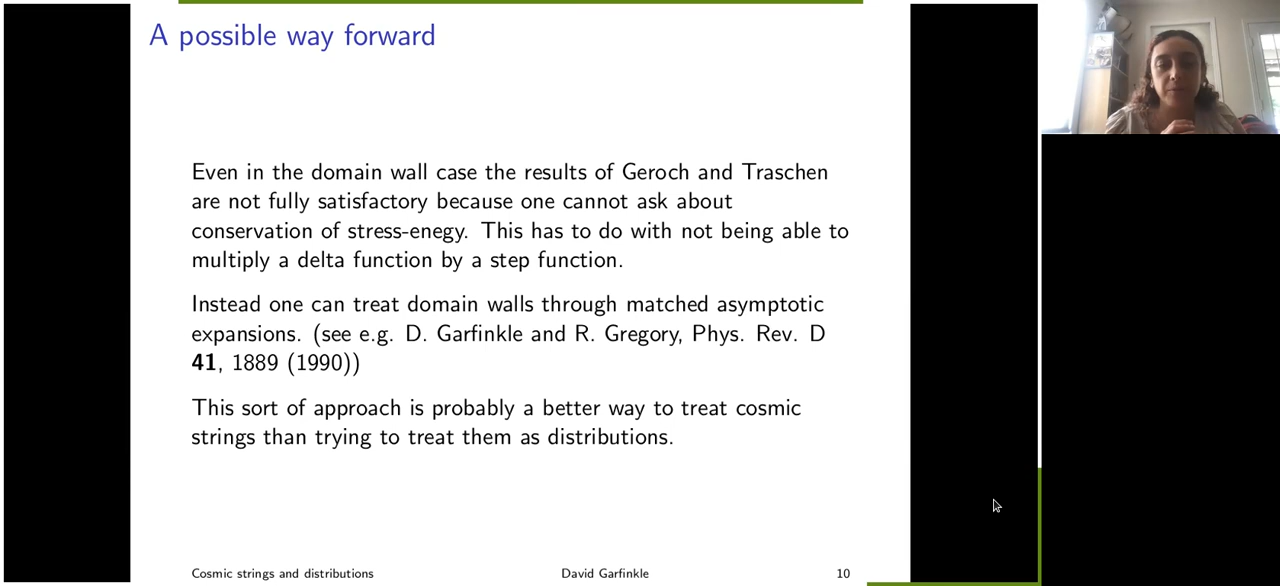 A possible way forward
Even in the domain wall case the results of Geroch and Traschen
are not fully satisfactory because one cannot ask about
conservation of stress-enegy. This has to do with not being able to
multiply a delta function by a step function.
Instead one can treat domain walls through matched asymptotic
expansions. (see e.g. D. Garfinkle and R. Gregory, Phys. Rev. D
41, 1889 (1990))
This sort of approach is probably a better way to treat cosmic
strings than trying to treat them as distributions.
Cosmic strings and distributions David Garfinkle 10